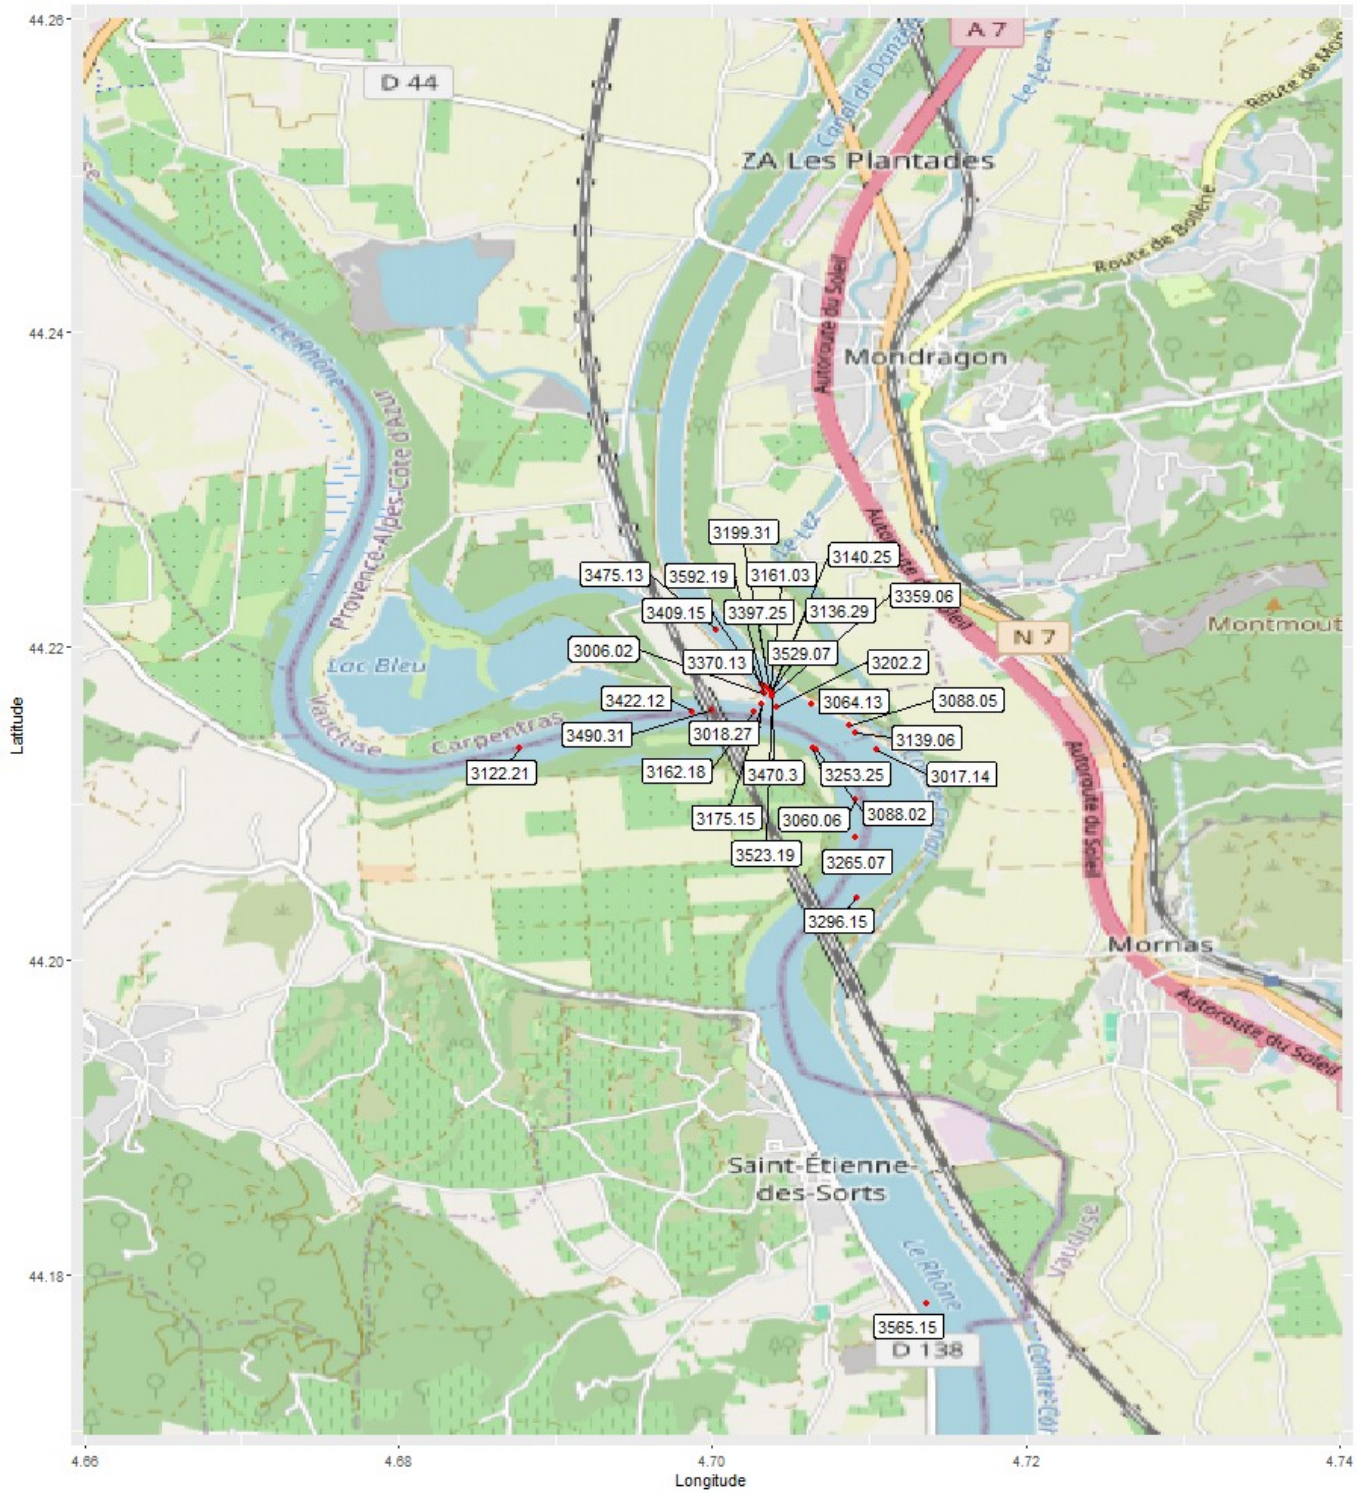 44.26
A 7
D 44
Canal de Donzè
Le Lez
Route de Mon
ZA Les Plantades
Route de Bollène
44.24
Le Rhône
Autoroute du Soleil
Mondragon
Provence-Alpes-Côte d'Azur
3199.31
Le Lez
3140.25
3475.13
3592.19
3161.03
3359.06
3409.15
3397.25
3136.29
N 7
Montmout
44.22
3006.02
3370.13
3529.07
3202.2
Lac Bleu
3422.12
3064.13
3088.05
Vaucluse
Carpentras
3490.31
3018.27
3139.06
3122.21
3162.18
3470.3
3253.25
3017.14
3175.15
3060.06
3088.02
Autoroute du Soleil
3523.19
3265.07
3296.15
Mornas
44.20
Autoroute du Soleil
Saint-Étienne-
des-Sorts
Vaucluse
Le Rhône
44.18
3565.15
D 138
4.66
4.68
4.70
4.72
4.74
Longitude
Latitude